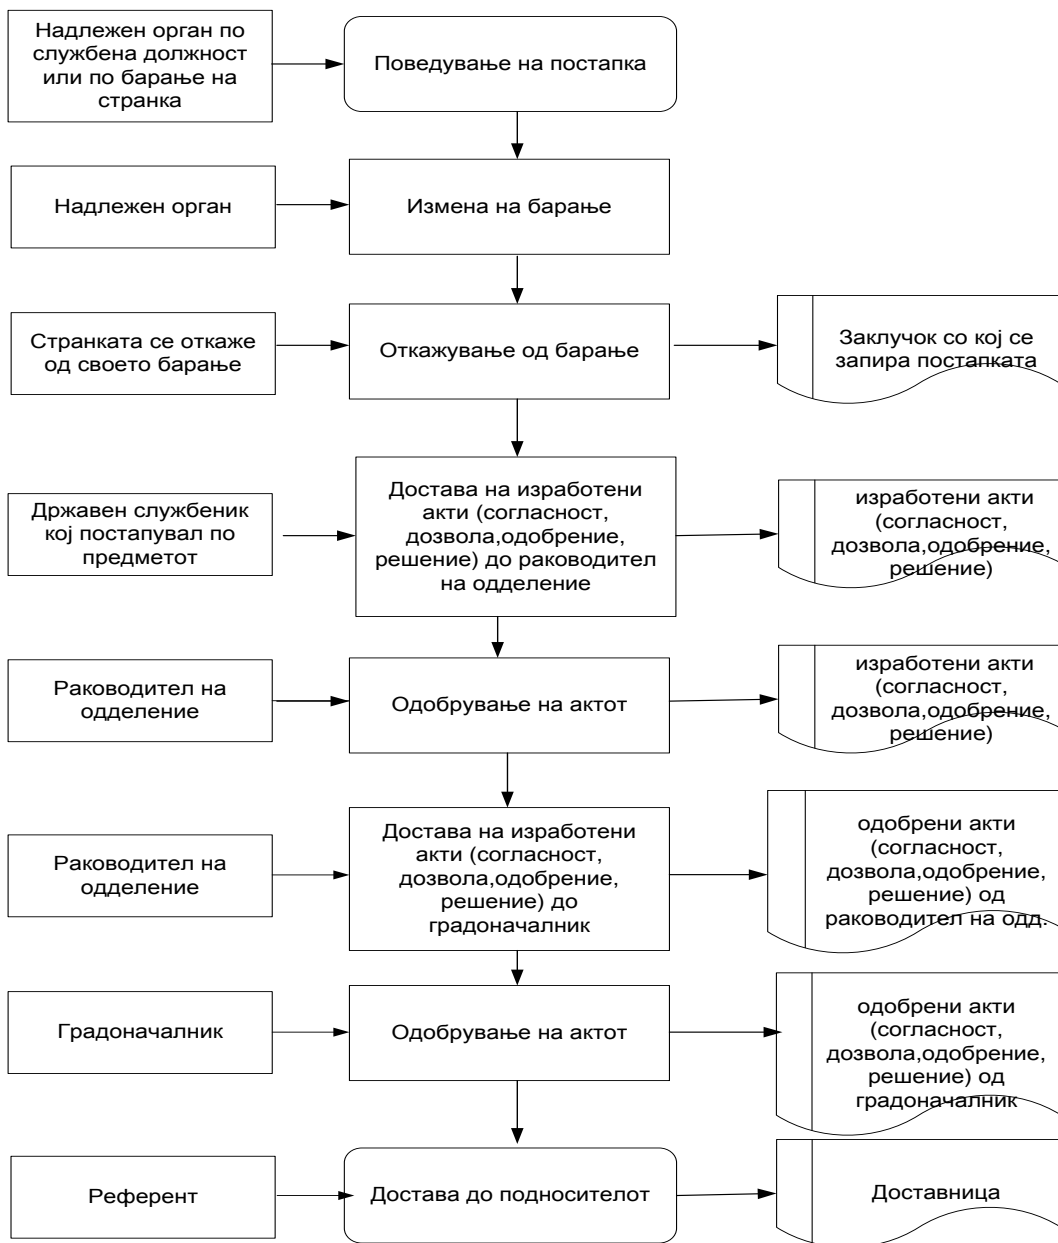 Надлежен орган по
службена должност
или по барање на
странка
Поведување на постапка
Надлежен орган
Измена на барање
Странката се откаже
од своето барање
Откажување од барање
Заклучок со кој се
запира постапката
Државен службеник
кој постапувал по
предметот
Достава на изработени
акти (согласност,
дозвола,одобрение,
решение) до раководител
на одделение
изработени акти
(согласност,
дозвола,одобрение,
решение)
Раководител на
одделение
Одобрување на актот
изработени акти
(согласност,
дозвола,одобрение,
решение)
Раководител на
одделение
Достава на изработени
акти (согласност,
дозвола,одобрение,
решение) до
градоначалник
одобрени акти
(согласност,
дозвола,одобрение,
решение) од
раководител на одд.
Градоначалник
Одобрување на актот
одобрени акти
(согласност,
дозвола,одобрение,
решение) од
градоначалник
Референт
Достава до подносителот
Доставница